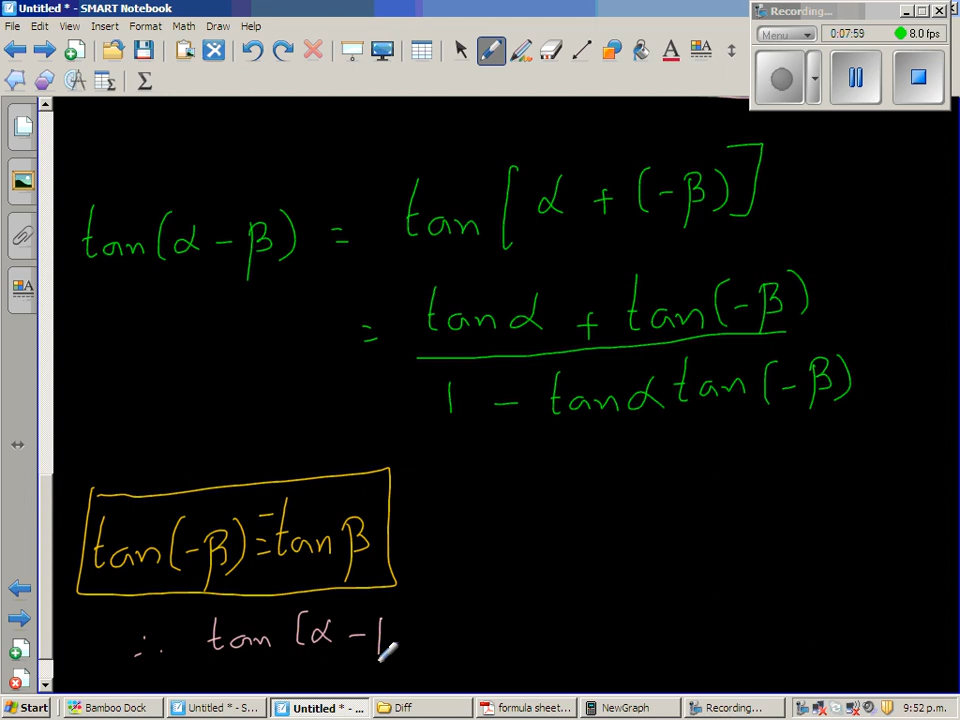 Untitled * - SMART Notebook
File Edit View Insert Format Math Draw Help
Recording...
Menu 0:07:59 8.0 fps
tan(α - β) = tan[α + (-β)]
= tanα + tan(-β)
1 - tanα tan(-β)
tan(-β) = -tan β
∴ tan [α -
Start Bamboo Dock Untitled * - S... Untitled * - ... Diff formula sheet... NewGraph Recording... 9:52 p.m.